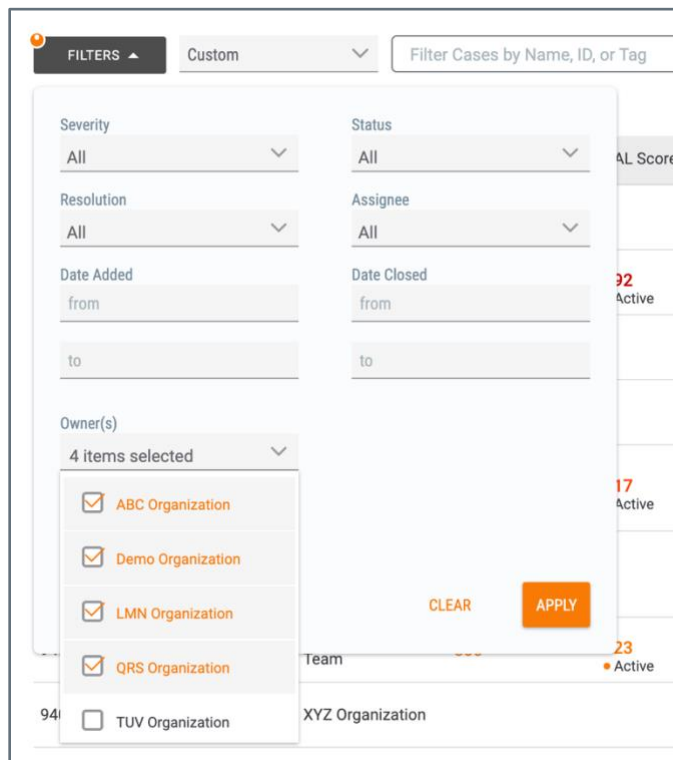 FILTERS
Custom
Filter Cases by Name, ID, or Tag
Severity
Status
All
All
AL Score
Resolution
Assignee
All
All
Date Added
Date Closed
from
from
92
Active
to
to
Owner(s)
4 items selected
17
Active
ABC Organization
Demo Organization
LMN Organization
CLEAR
APPLY
QRS Organization
Team
23
Active
940
TUV Organization
XYZ Organization